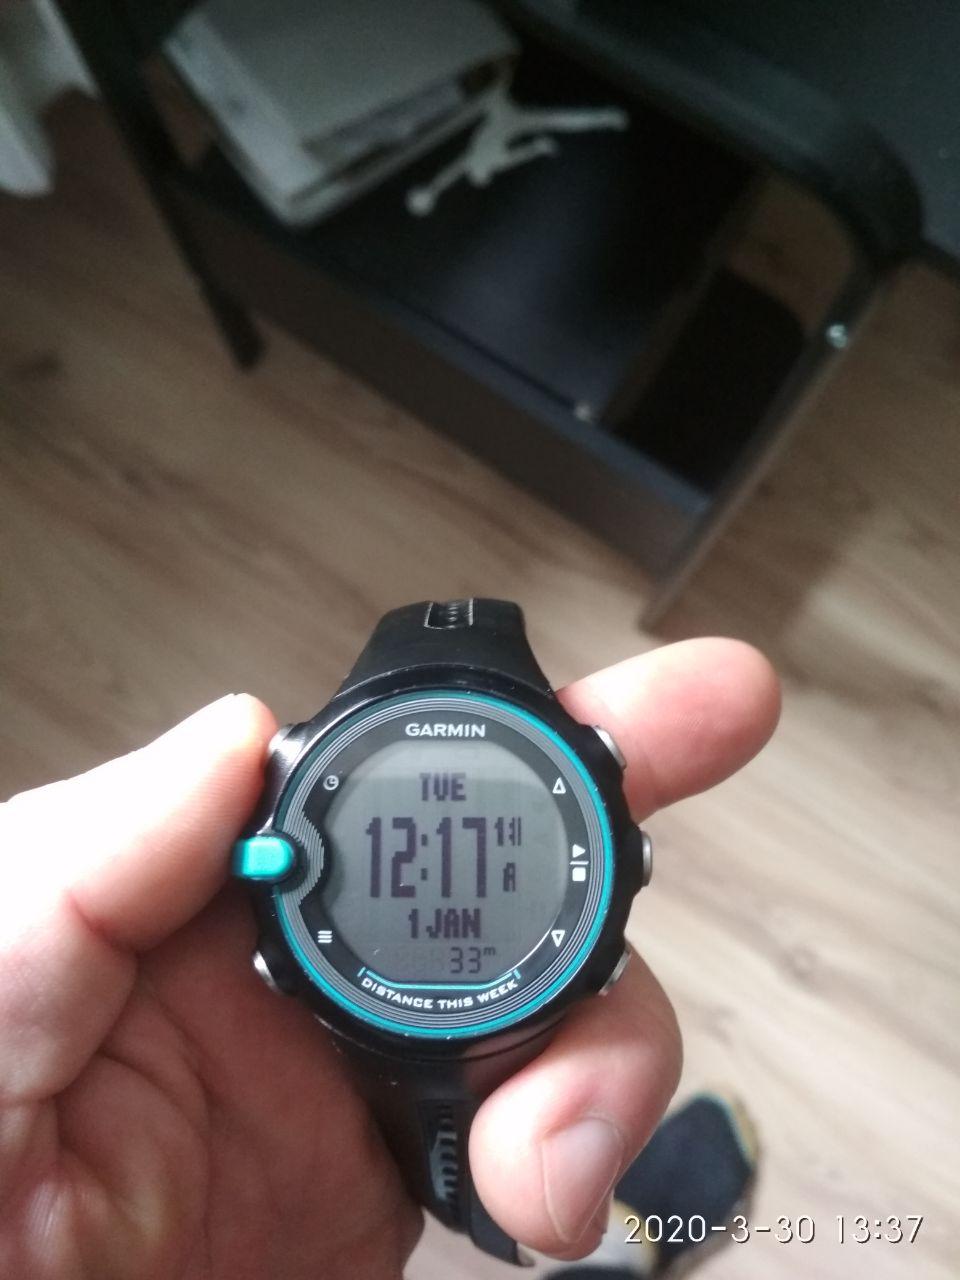 GARMIN
TUE
12:17
A
1 JAN
33m
DISTANCE THIS WEEK
2020-3-30 13:37